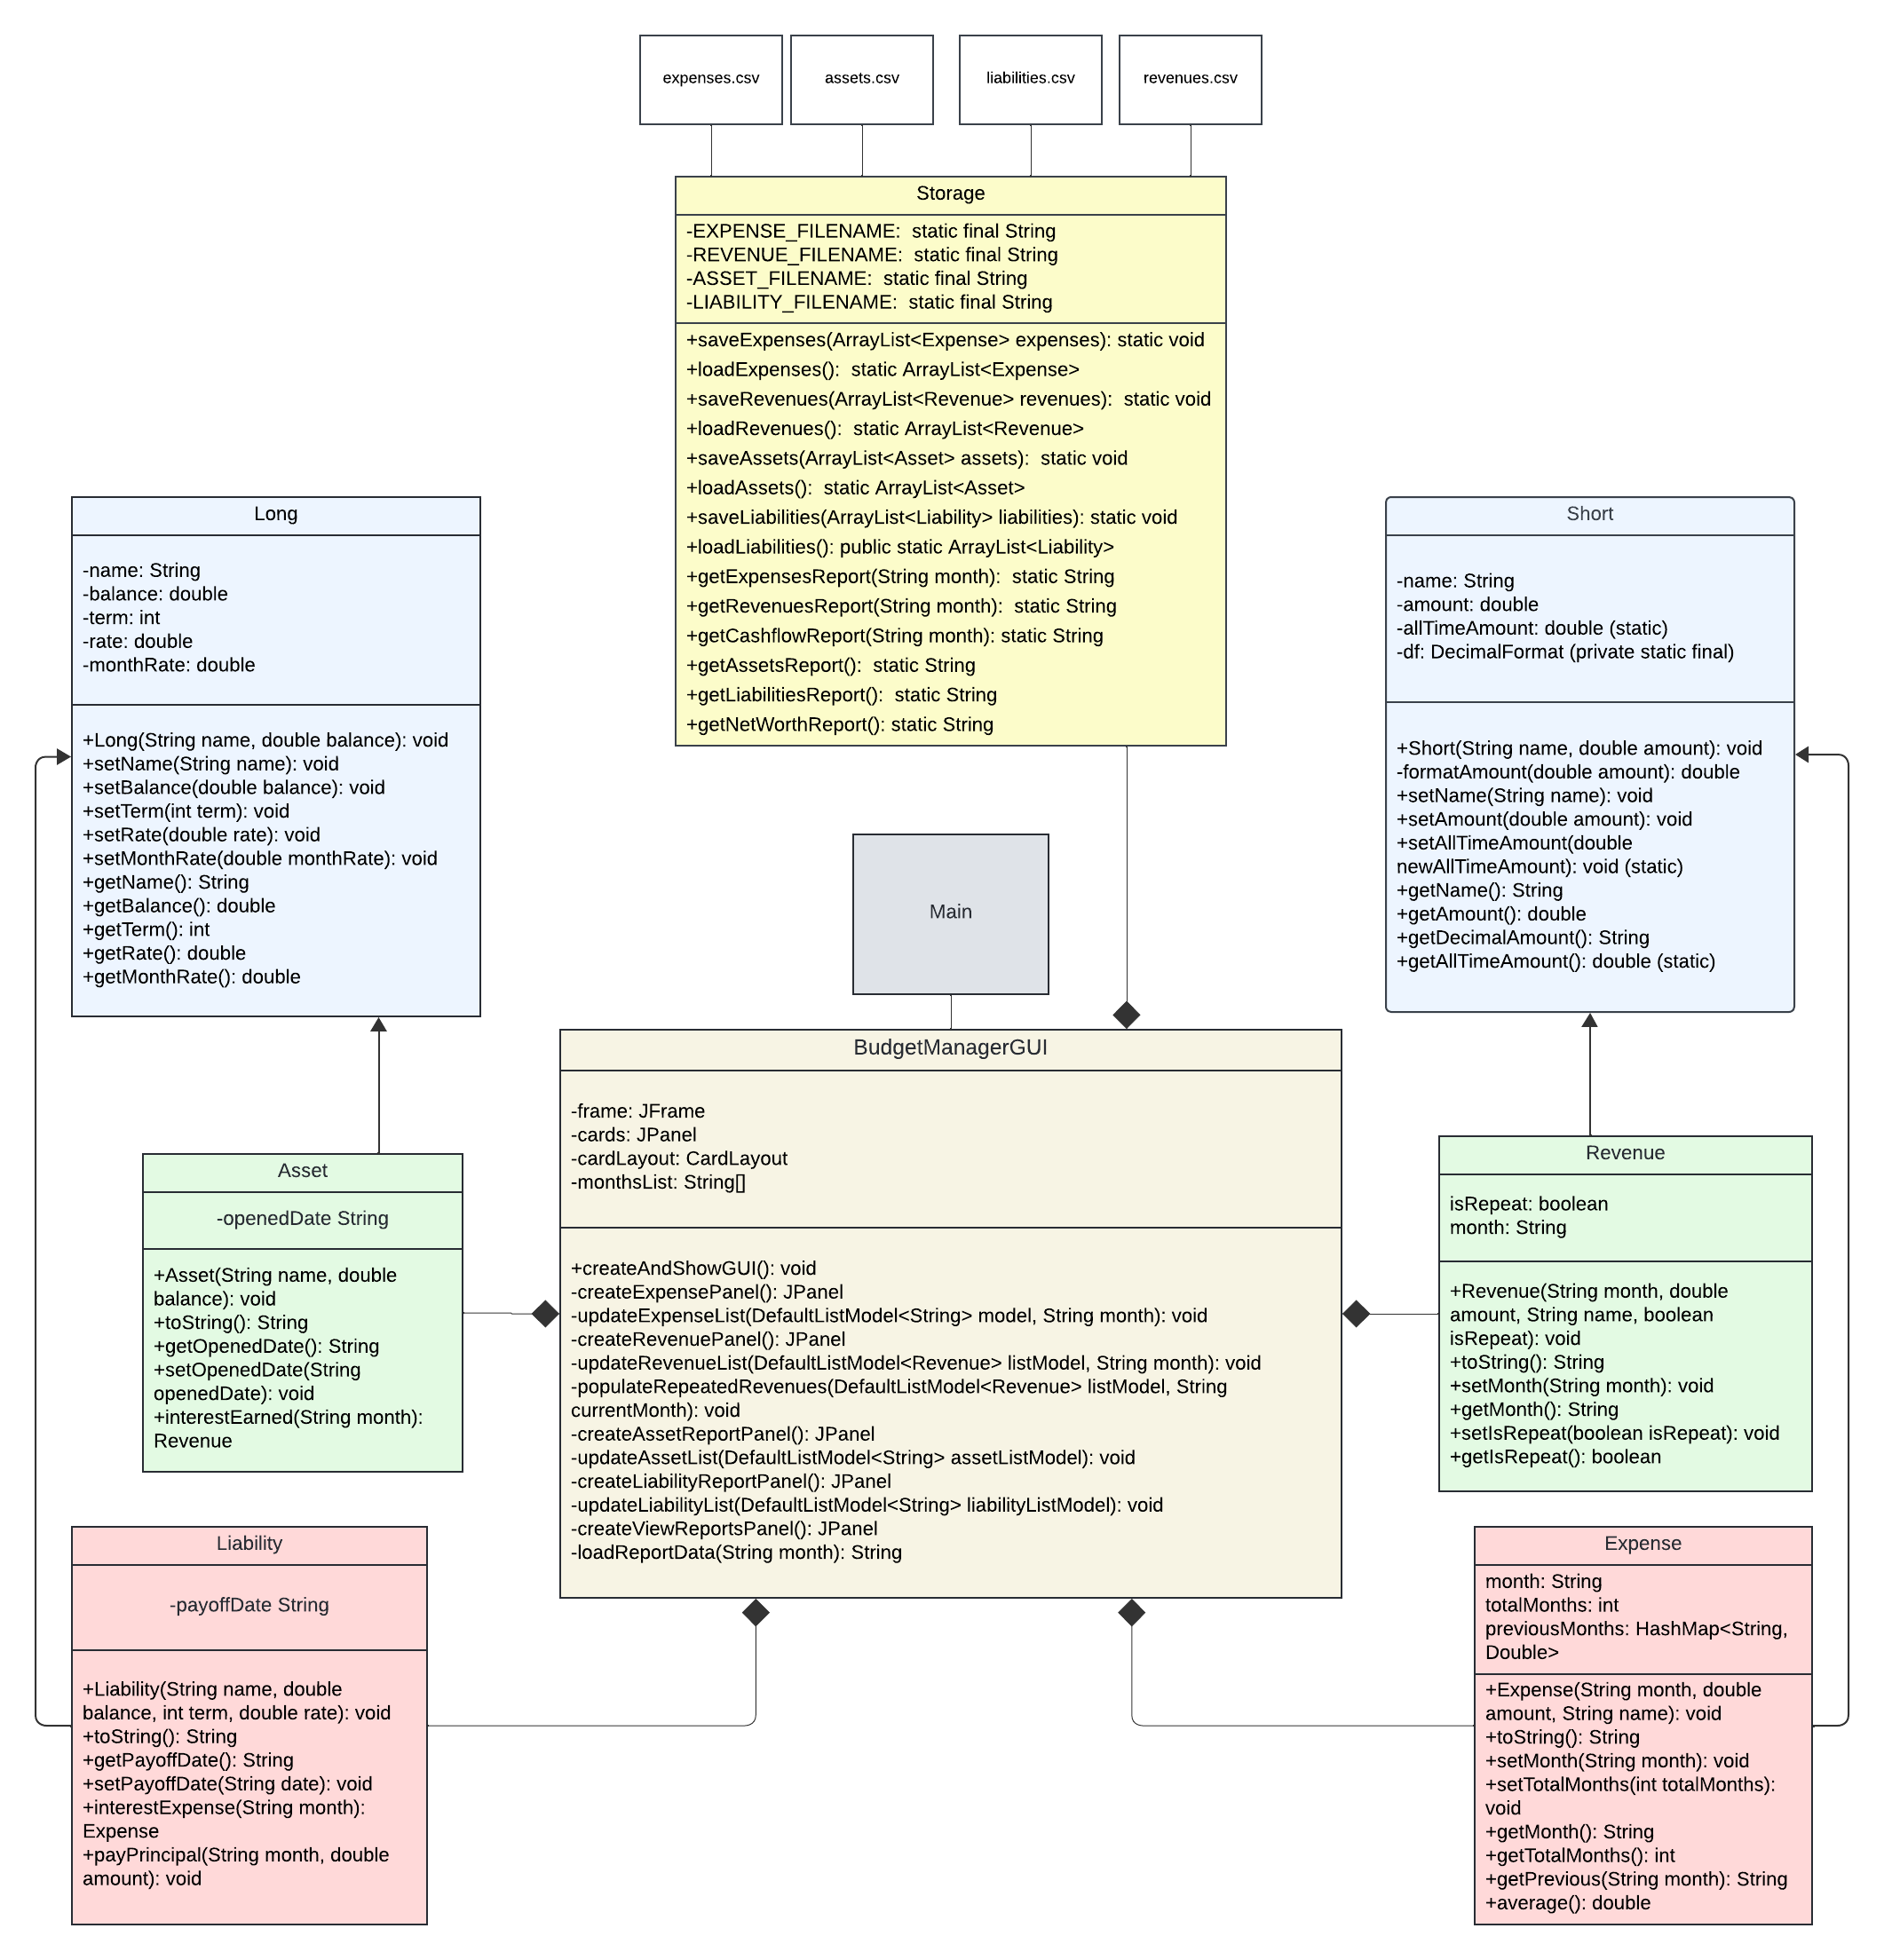 expenses.csv
assets.csv
liabilities.csv
revenues.csv
Storage
-EXPENSE_FILENAME:  static final String
-REVENUE_FILENAME:  static final String
-ASSET_FILENAME:  static final String
-LIABILITY_FILENAME:  static final String
+saveExpenses(ArrayList<Expense> expenses): static void
+loadExpenses():  static ArrayList<Expense>
+saveRevenues(ArrayList<Revenue> revenues):  static void
+loadRevenues():  static ArrayList<Revenue>
+saveAssets(ArrayList<Asset> assets):  static void
+loadAssets():  static ArrayList<Asset>
+saveLiabilities(ArrayList<Liability> liabilities): static void
+loadLiabilities(): public static ArrayList<Liability>
+getExpensesReport(String month):  static String
+getRevenuesReport(String month):  static String
+getCashflowReport(String month): static String
+getAssetsReport():  static String
+getLiabilitiesReport():  static String
+getNetWorthReport(): static String
Long
-name: String
-balance: double
-term: int
-rate: double
-monthRate: double
+Long(String name, double balance): void
+setName(String name): void
+setBalance(double balance): void
+setTerm(int term): void
+setRate(double rate): void
+setMonthRate(double monthRate): void
+getName(): String
+getBalance(): double
+getTerm(): int
+getRate(): double
+getMonthRate(): double
Short
-name: String
-amount: double
-allTimeAmount: double (static)
-df: DecimalFormat (private static final)
+Short(String name, double amount): void
-formatAmount(double amount): double
+setName(String name): void
+setAmount(double amount): void
+setAllTimeAmount(double
newAllTimeAmount): void (static)
+getName(): String
+getAmount(): double
+getDecimalAmount(): String
+getAllTimeAmount(): double (static)
Main
BudgetManagerGUI
-frame: JFrame
-cards: JPanel
-cardLayout: CardLayout
-monthsList: String[]
+createAndShowGUI(): void
-createExpensePanel(): JPanel
-updateExpenseList(DefaultListModel<String> model, String month): void
-createRevenuePanel(): JPanel
-updateRevenueList(DefaultListModel<Revenue> listModel, String month): void
-populateRepeatedRevenues(DefaultListModel<Revenue> listModel, String
currentMonth): void
-createAssetReportPanel(): JPanel
-updateAssetList(DefaultListModel<String> assetListModel): void
-createLiabilityReportPanel(): JPanel
-updateLiabilityList(DefaultListModel<String> liabilityListModel): void
-createViewReportsPanel(): JPanel
-loadReportData(String month): String
Asset
-openedDate String
+Asset(String name, double
balance): void
+toString(): String
+getOpenedDate(): String
+setOpenedDate(String
openedDate): void
+interestEarned(String month):
Revenue
Revenue
isRepeat: boolean
month: String
+Revenue(String month, double
amount, String name, boolean
isRepeat): void
+toString(): String
+setMonth(String month): void
+getMonth(): String
+setIsRepeat(boolean isRepeat): void
+getIsRepeat(): boolean
Liability
-payoffDate String
+Liability(String name, double
balance, int term, double rate): void
+toString(): String
+getPayoffDate(): String
+setPayoffDate(String date): void
+interestExpense(String month):
Expense
+payPrincipal(String month, double
amount): void
Expense
month: String
totalMonths: int
previousMonths: HashMap<String,
Double>
+Expense(String month, double
amount, String name): void
+toString(): String
+setMonth(String month): void
+setTotalMonths(int totalMonths):
void
+getMonth(): String
+getTotalMonths(): int
+getPrevious(String month): String
+average(): double